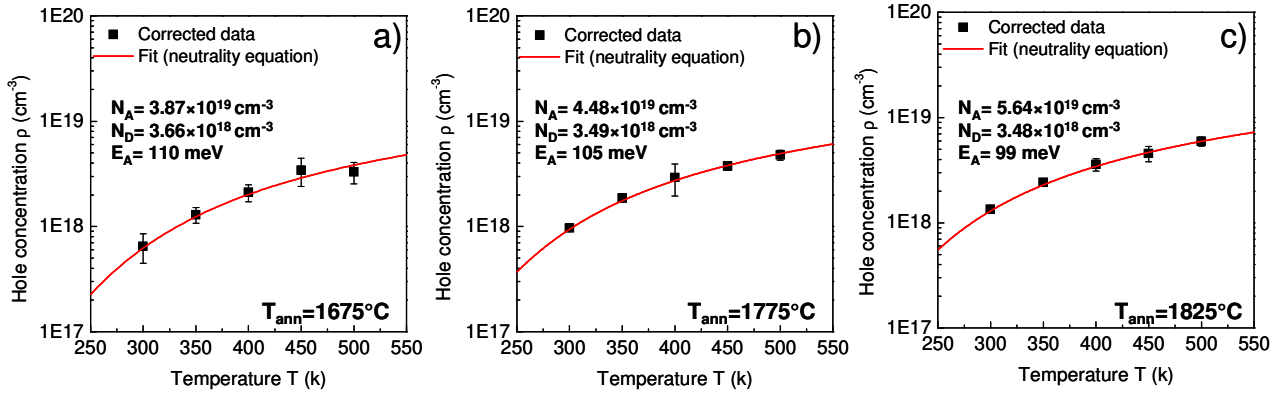 a)
Corrected data
Fit (neutrality equation)
N_A= 3.87×10^19 cm-3
N_D= 3.66×10^18 cm-3
E_A= 110 meV
T_ann=1675°C
1E20
1E19
1E18
1E17
Hole concentration ρ (cm^-3)
250 300 350 400 450 500 550
Temperature T (k)
b)
Corrected data
Fit (neutrality equation)
N_A= 4.48×10^19 cm-3
N_D= 3.49×10^18 cm-3
E_A= 105 meV
T_ann=1775°C
1E20
1E19
1E18
1E17
Hole concentration ρ (cm^-3)
250 300 350 400 450 500 550
Temperature T (k)
c)
Corrected data
Fit (neutrality equation)
N_A= 5.64×10^19 cm-3
N_D= 3.48×10^18 cm-3
E_A= 99 meV
T_ann=1825°C
1E20
1E19
1E18
1E17
Hole concentration ρ (cm^-3)
250 300 350 400 450 500 550
Temperature T (k)